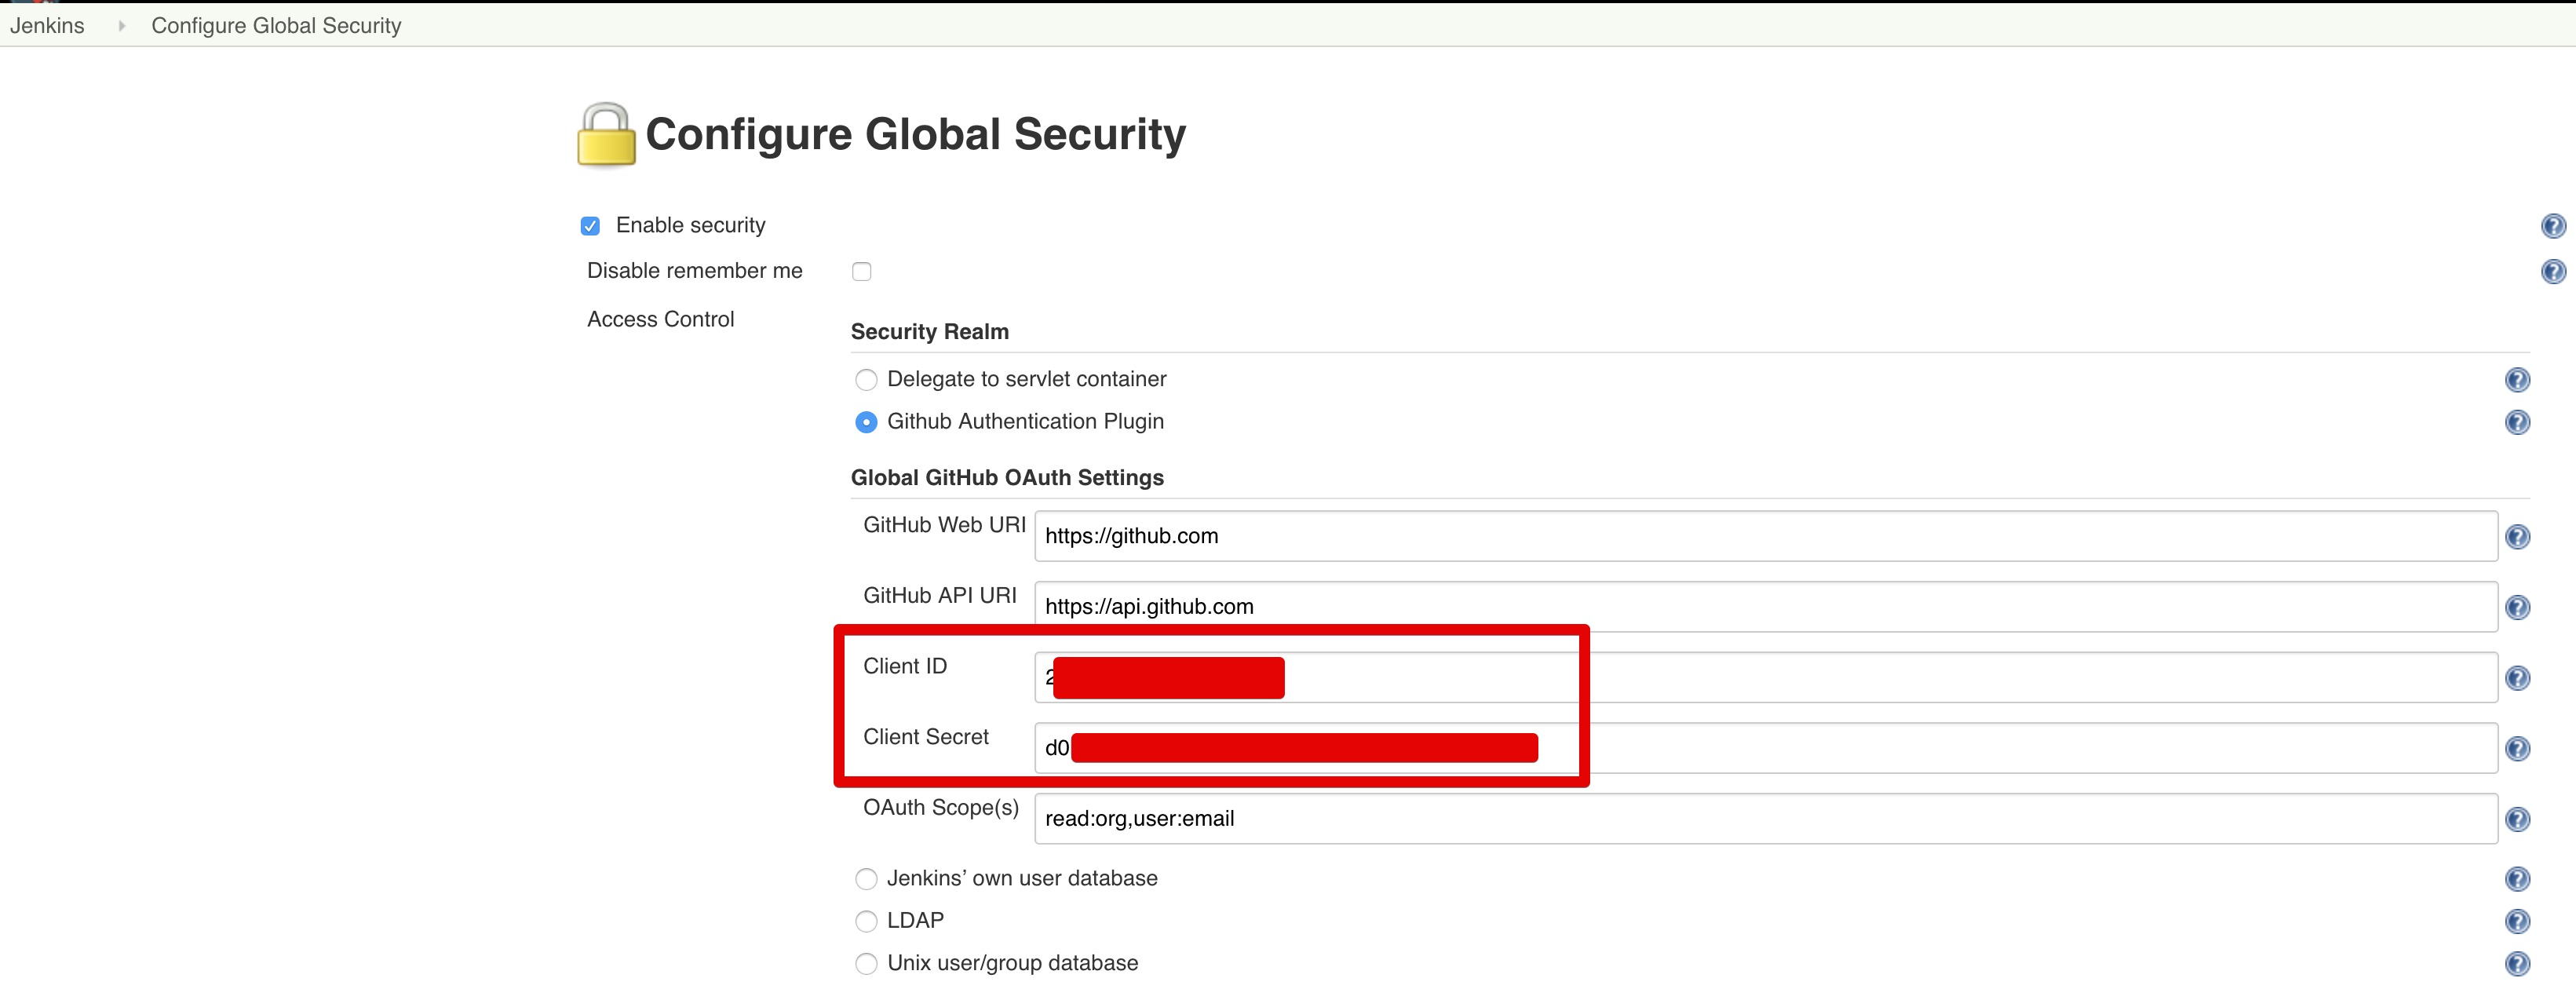 Jenkins Configure Global Security
Configure Global Security
Enable security
Disable remember me
Access Control
Security Realm
Delegate to servlet container
Github Authentication Plugin
Global GitHub OAuth Settings
GitHub Web URI https://github.com
GitHub API URI https://api.github.com
Client ID 2
Client Secret d0
OAuth Scope(s) read:org,user:email
Jenkins’ own user database
LDAP
Unix user/group database